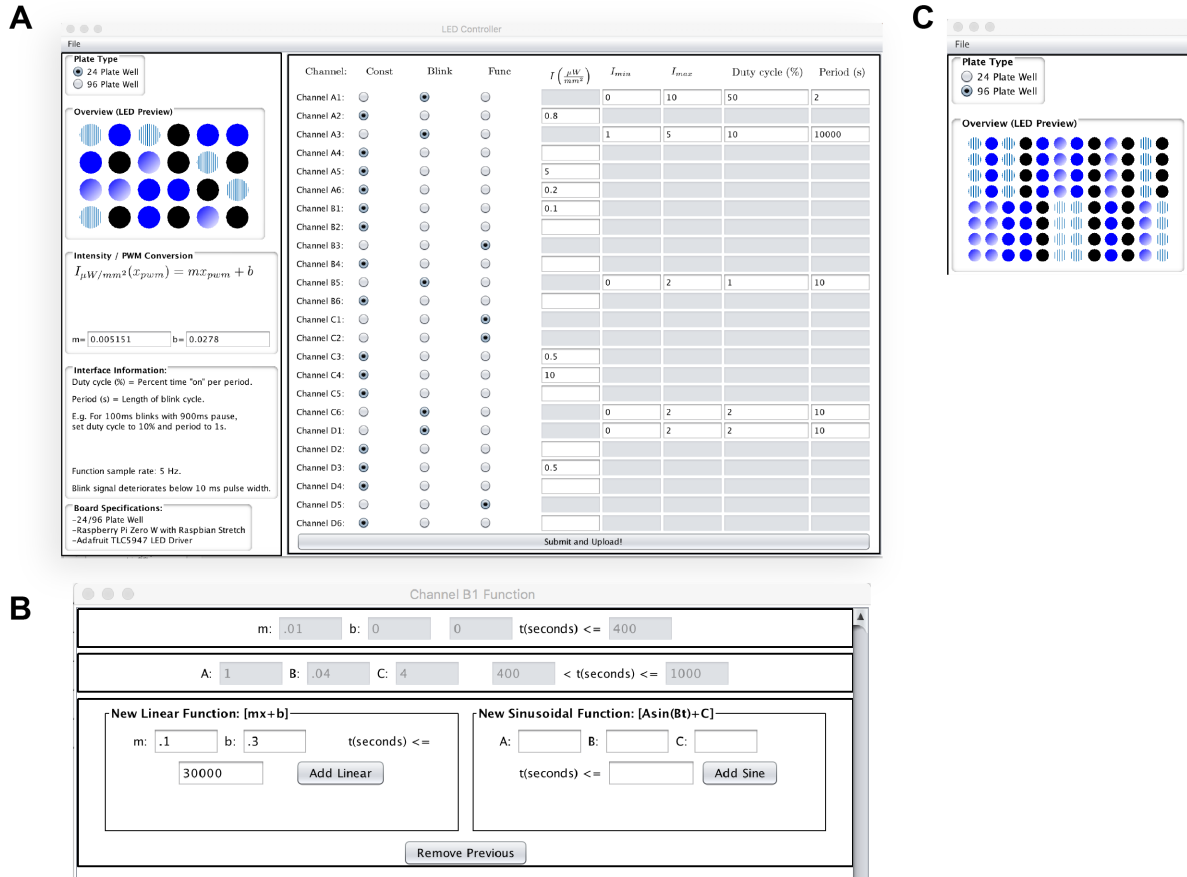 A
LED Controller
File
Plate Type
24 Plate Well
96 Plate Well
Overview (LED Preview)
Intensity / PWM Conversion
I_{μW/mm²}(x_{pwm}) = mx_{pwm} + b
m= 0.005151 b= 0.0278
Interface Information:
Duty cycle (%) = Percent time "on" per period.
Period (s) = Length of blink cycle.
E.g. For 100ms blinks with 900ms pause,
set duty cycle to 10% and period to 1s.
Function sample rate: 5 Hz.
Blink signal deteriorates below 10 ms pulse width.
Board Specifications:
-24/96 Plate Well
-Raspberry Pi Zero W with Raspbian Stretch
-Adafruit TLC5947 LED Driver
Channel: Const Blink Func I (μW/mm²) I_{min} I_{max} Duty cycle (%) Period (s)
Channel A1: 0 10 50 2
Channel A2: 0.8
Channel A3: 1 5 10 10000
Channel A4:
Channel A5: 5
Channel A6: 0.2
Channel B1: 0.1
Channel B2:
Channel B3:
Channel B4:
Channel B5: 0 2 1 10
Channel B6:
Channel C1:
Channel C2:
Channel C3: 0.5
Channel C4: 10
Channel C5:
Channel C6: 0 2 2 10
Channel D1: 0 2 2 10
Channel D2:
Channel D3: 0.5
Channel D4:
Channel D5:
Channel D6:
Submit and Upload!
B
Channel B1 Function
m: .01 b: 0 0 t(seconds) <= 400
A: 1 B: .04 C: 4 400 < t(seconds) <= 1000
New Linear Function: [mx+b]
m: .1 b: .3 t(seconds) <=
30000 Add Linear
New Sinusoidal Function: [Asin(Bt)+C]
A: B: C:
t(seconds) <= Add Sine
Remove Previous
C
File
Plate Type
24 Plate Well
96 Plate Well
Overview (LED Preview)